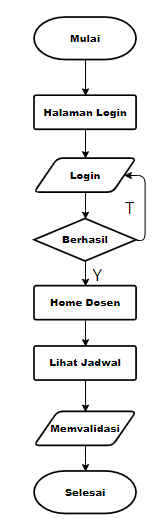 Mulai
Halaman Login
Login
T
Berhasil
Y
Home Dosen
Lihat Jadwal
Memvalidasi
Selesai